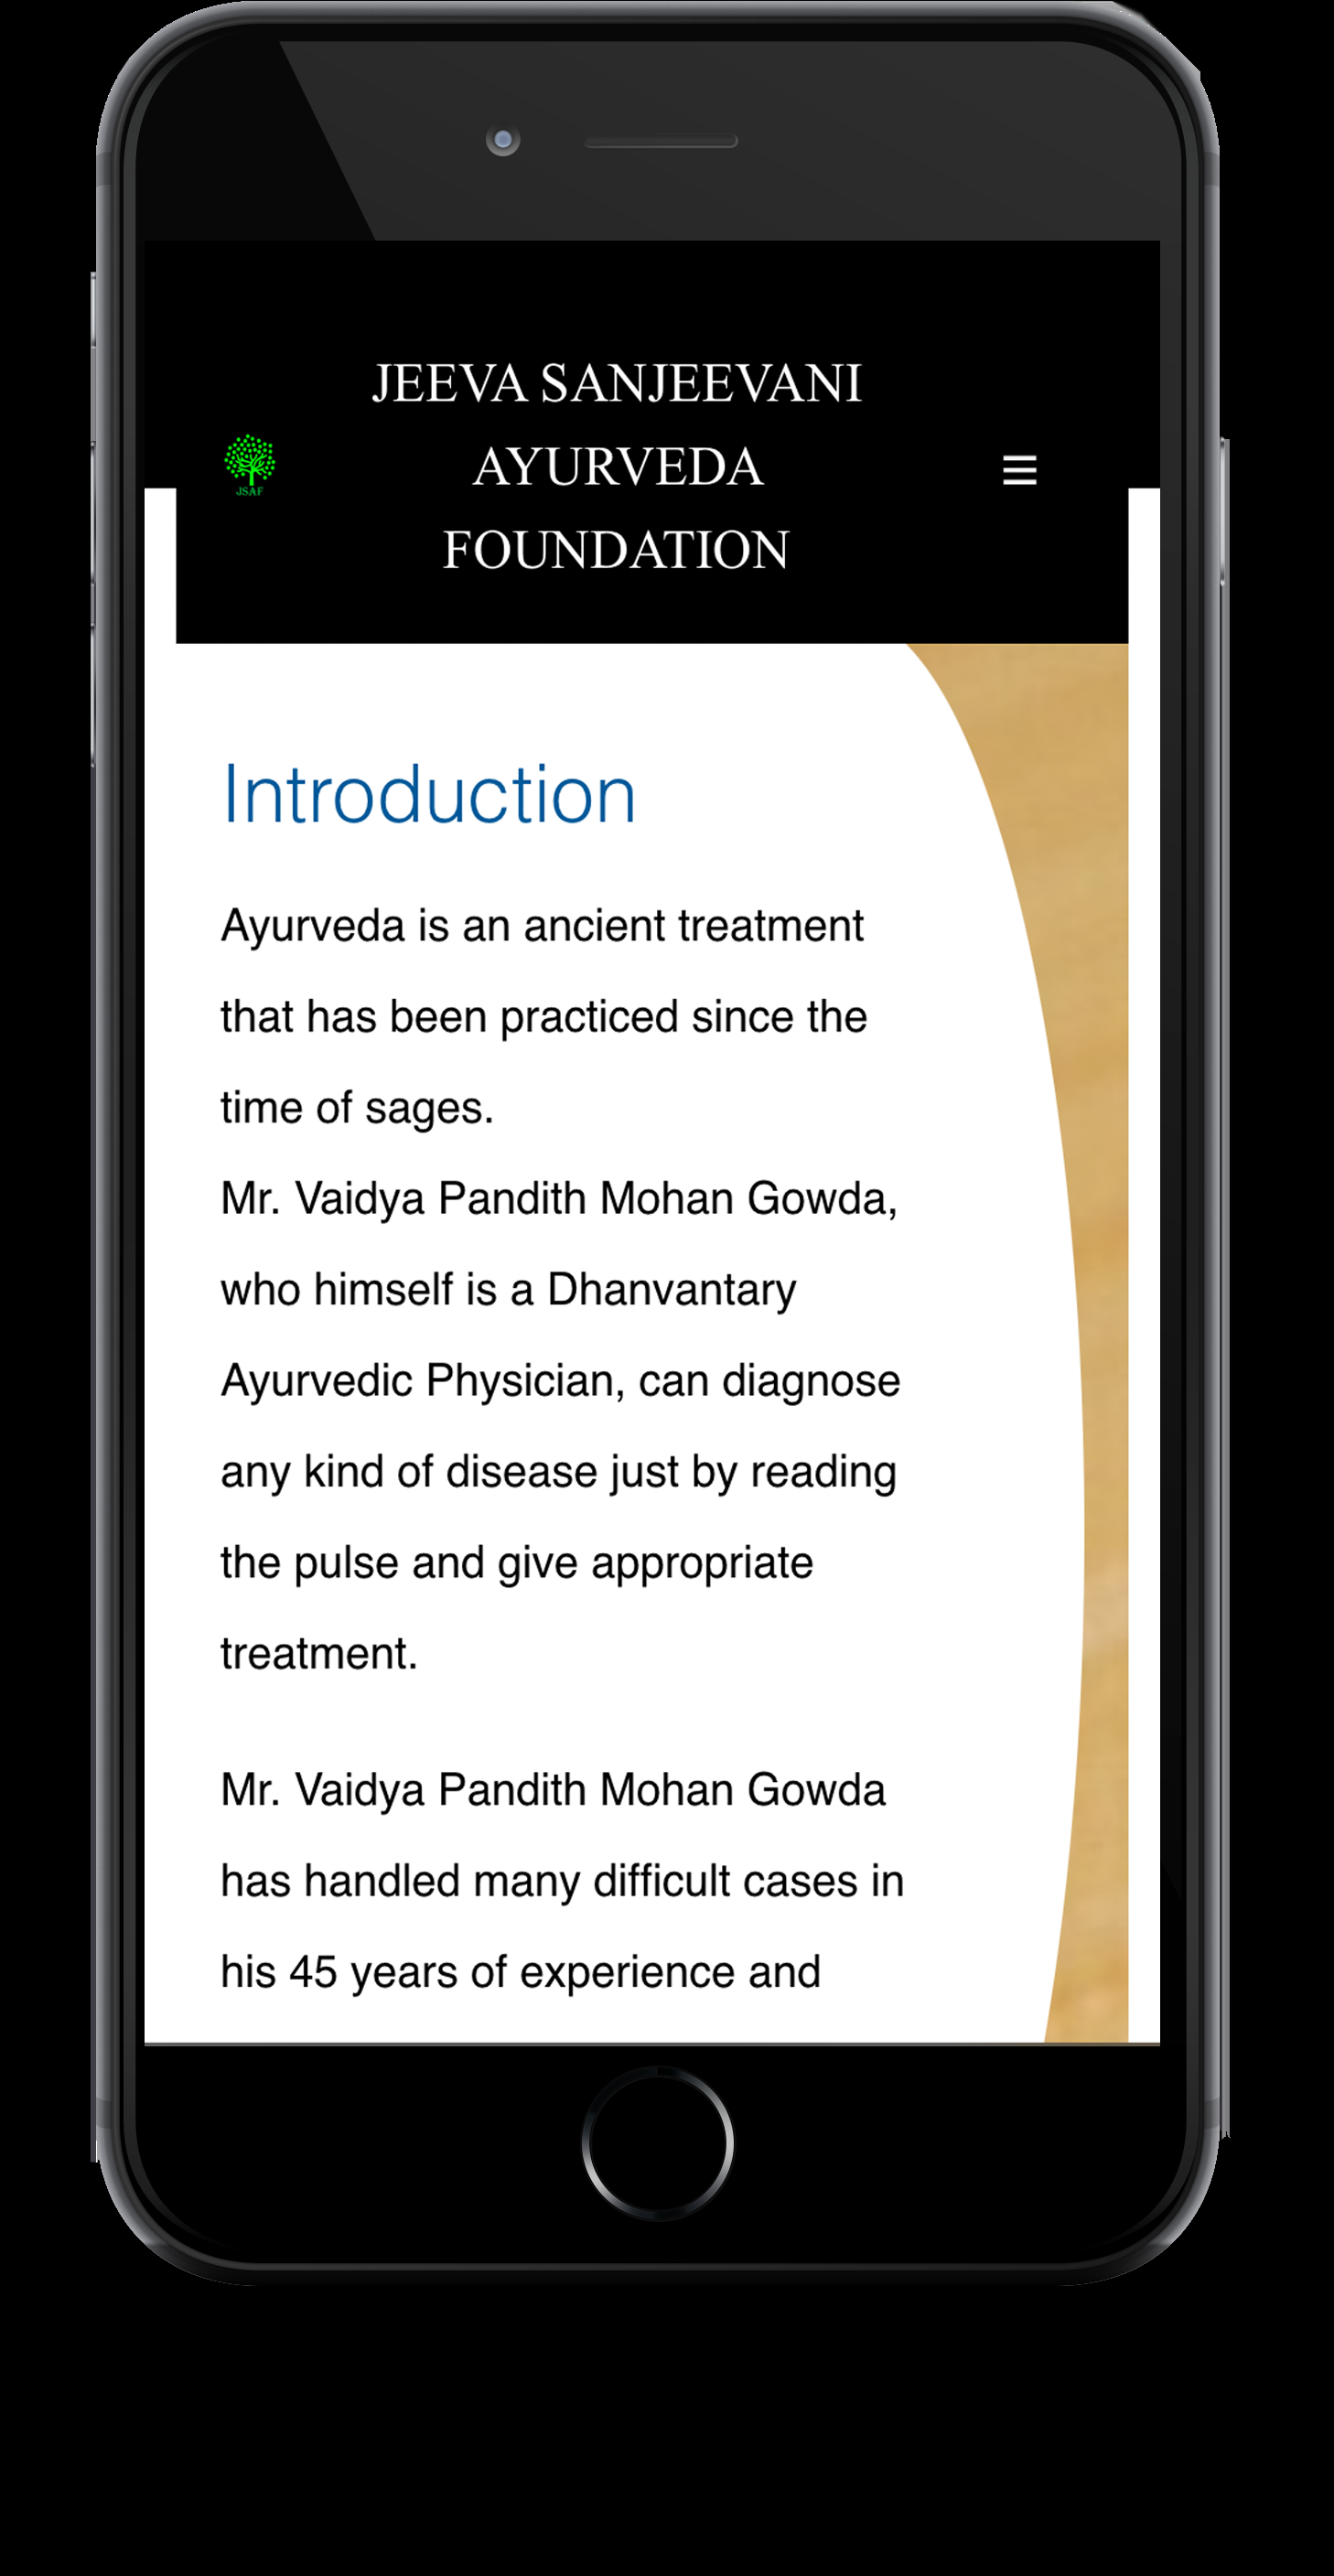 JEEVA SANJEEVANI
AYURVEDA
FOUNDATION
JSAF
Introduction
Ayurveda is an ancient treatment
that has been practiced since the
time of sages.
Mr. Vaidya Pandith Mohan Gowda,
who himself is a Dhanvantary
Ayurvedic Physician, can diagnose
any kind of disease just by reading
the pulse and give appropriate
treatment.
Mr. Vaidya Pandith Mohan Gowda
has handled many difficult cases in
his 45 years of experience and